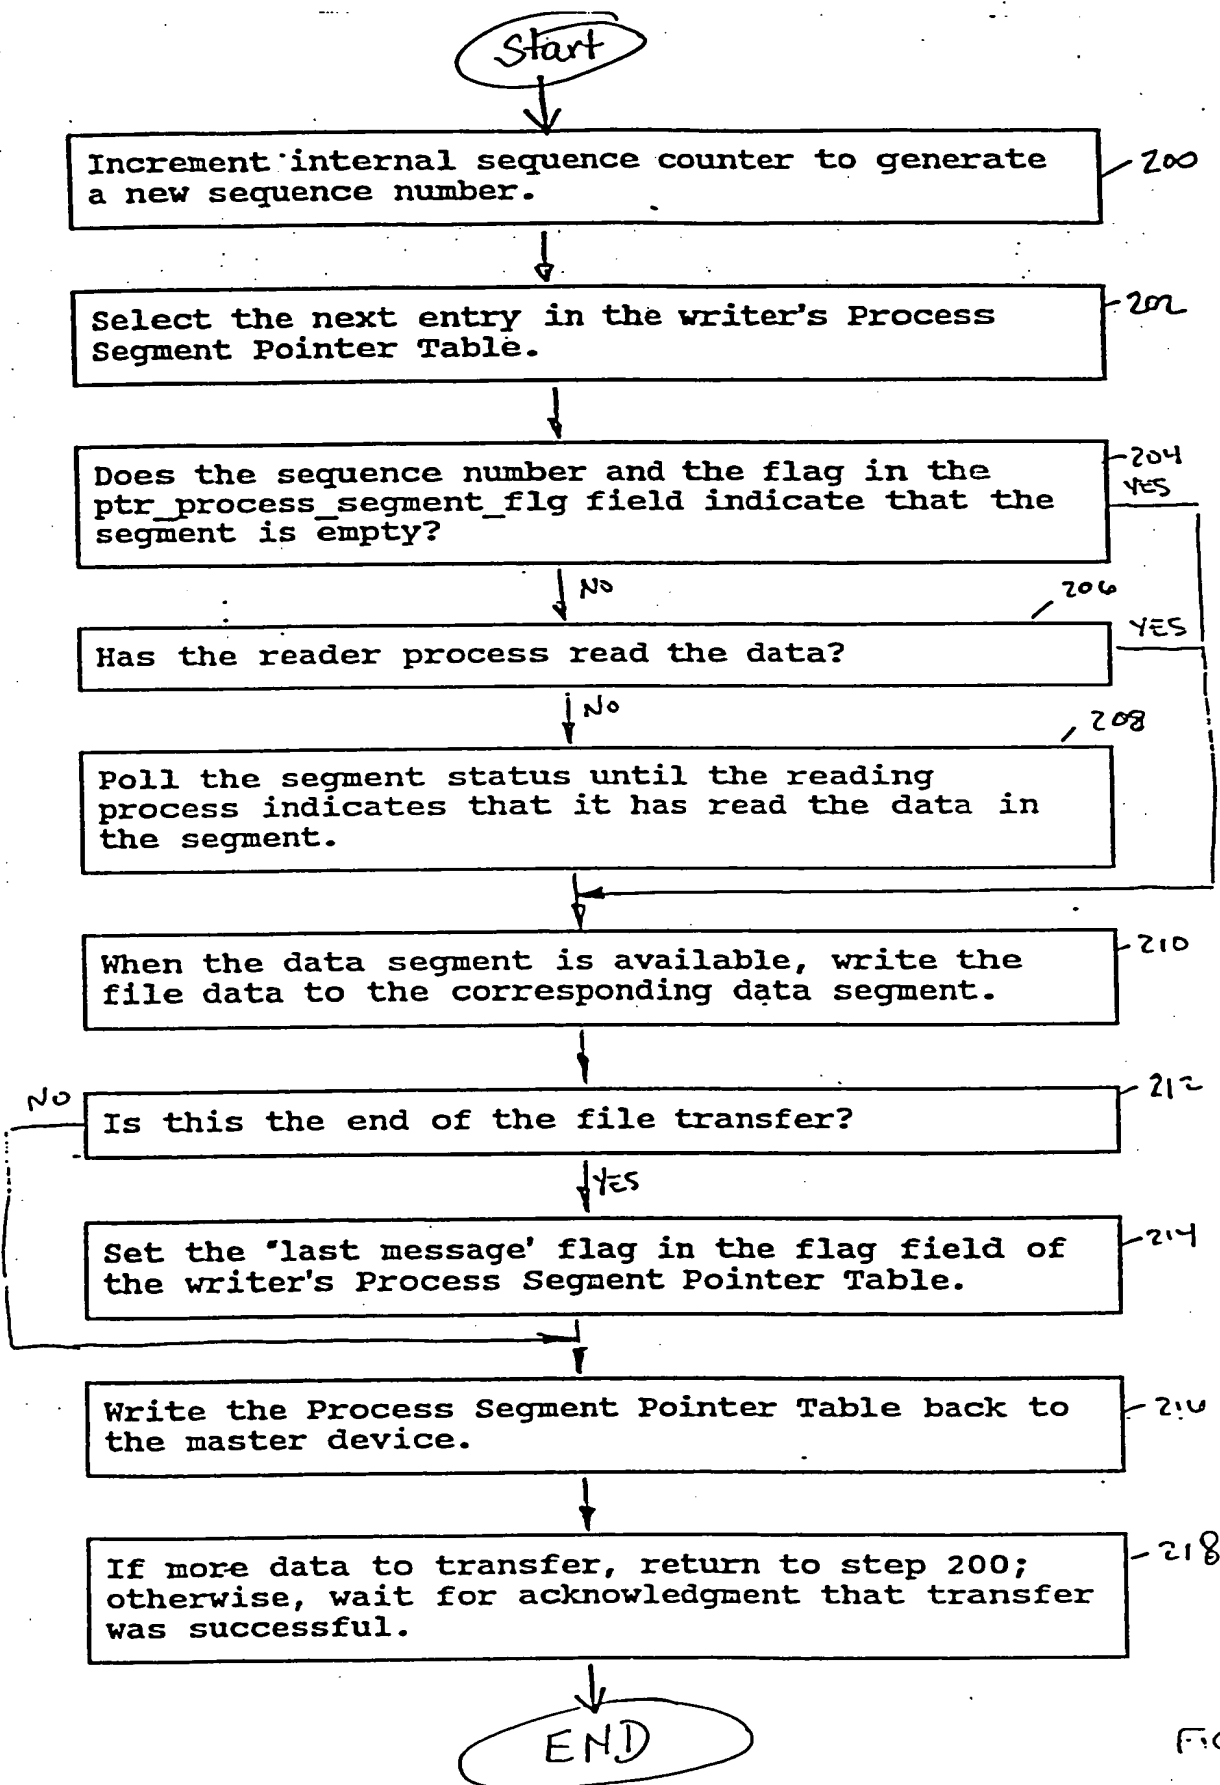 Start
Increment internal sequence counter to generate
a new sequence number.
200
Select the next entry in the writer's Process
Segment Pointer Table.
202
Does the sequence number and the flag in the
ptr_process_segment_flg field indicate that the
segment is empty?
204
YES
NO
206
Has the reader process read the data?
YES
NO
208
Poll the segment status until the reading
process indicates that it has read the data in
the segment.
When the data segment is available, write the
file data to the corresponding data segment.
210
NO
Is this the end of the file transfer?
212
YES
Set the "last message' flag in the flag field of
the writer's Process Segment Pointer Table.
214
Write the Process Segment Pointer Table back to
the master device.
216
If more data to transfer, return to step 200;
otherwise, wait for acknowledgment that transfer
was successful.
218
END